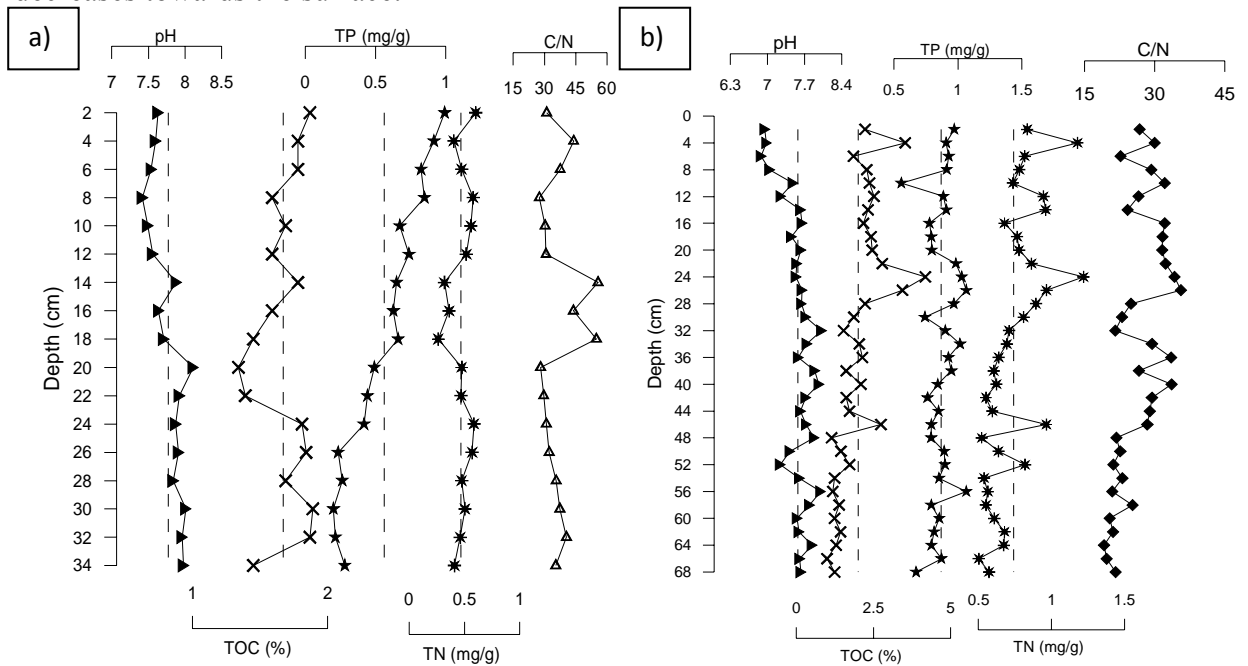 decreases towards the surface.
a)
pH
7 7.5 8 8.5
TP (mg/g)
0 0.5 1
C/N
15 30 45 60
Depth (cm)
2
4
6
8
10
12
14
16
18
20
22
24
26
28
30
32
34
1 2
TOC (%)
0 0.5 1
TN (mg/g)
b)
pH
6.3 7 7.7 8.4
TP (mg/g)
0.5 1 1.5
C/N
15 30 45
Depth (cm)
0
4
8
12
16
20
24
28
32
36
40
44
48
52
56
60
64
68
0 2.5 5
TOC (%)
0.5 1 1.5
TN (mg/g)